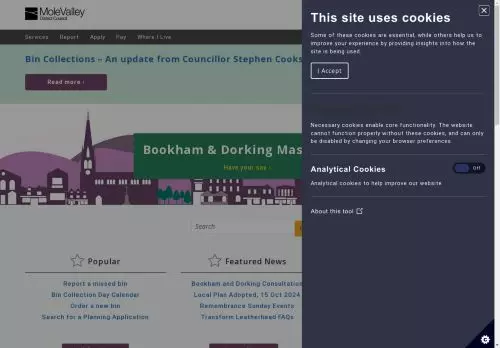 MoleValley
District Council
Services Report Apply Pay Where I Live
Bin Collections – An update from Councillor Stephen Cooks
Read more ›
Bookham & Dorking Mas
Have your say ›
Search
Popular
Report a missed bin
Bin Collection Day Calendar
Order a new bin
Search for a Planning Application
Featured News
Bookham and Dorking Consultation
Local Plan Adopted, 15 Oct 2024
Remembrance Sunday Events
Transform Leatherhead FAQs
This site uses cookies
Some of these cookies are essential, while others help us to
improve your experience by providing insights into how the
site is being used.
I Accept
Necessary cookies enable core functionality. The website
cannot function properly without these cookies, and can only
be disabled by changing your browser preferences.
Analytical Cookies
Off
Analytical cookies to help improve our website
About this tool